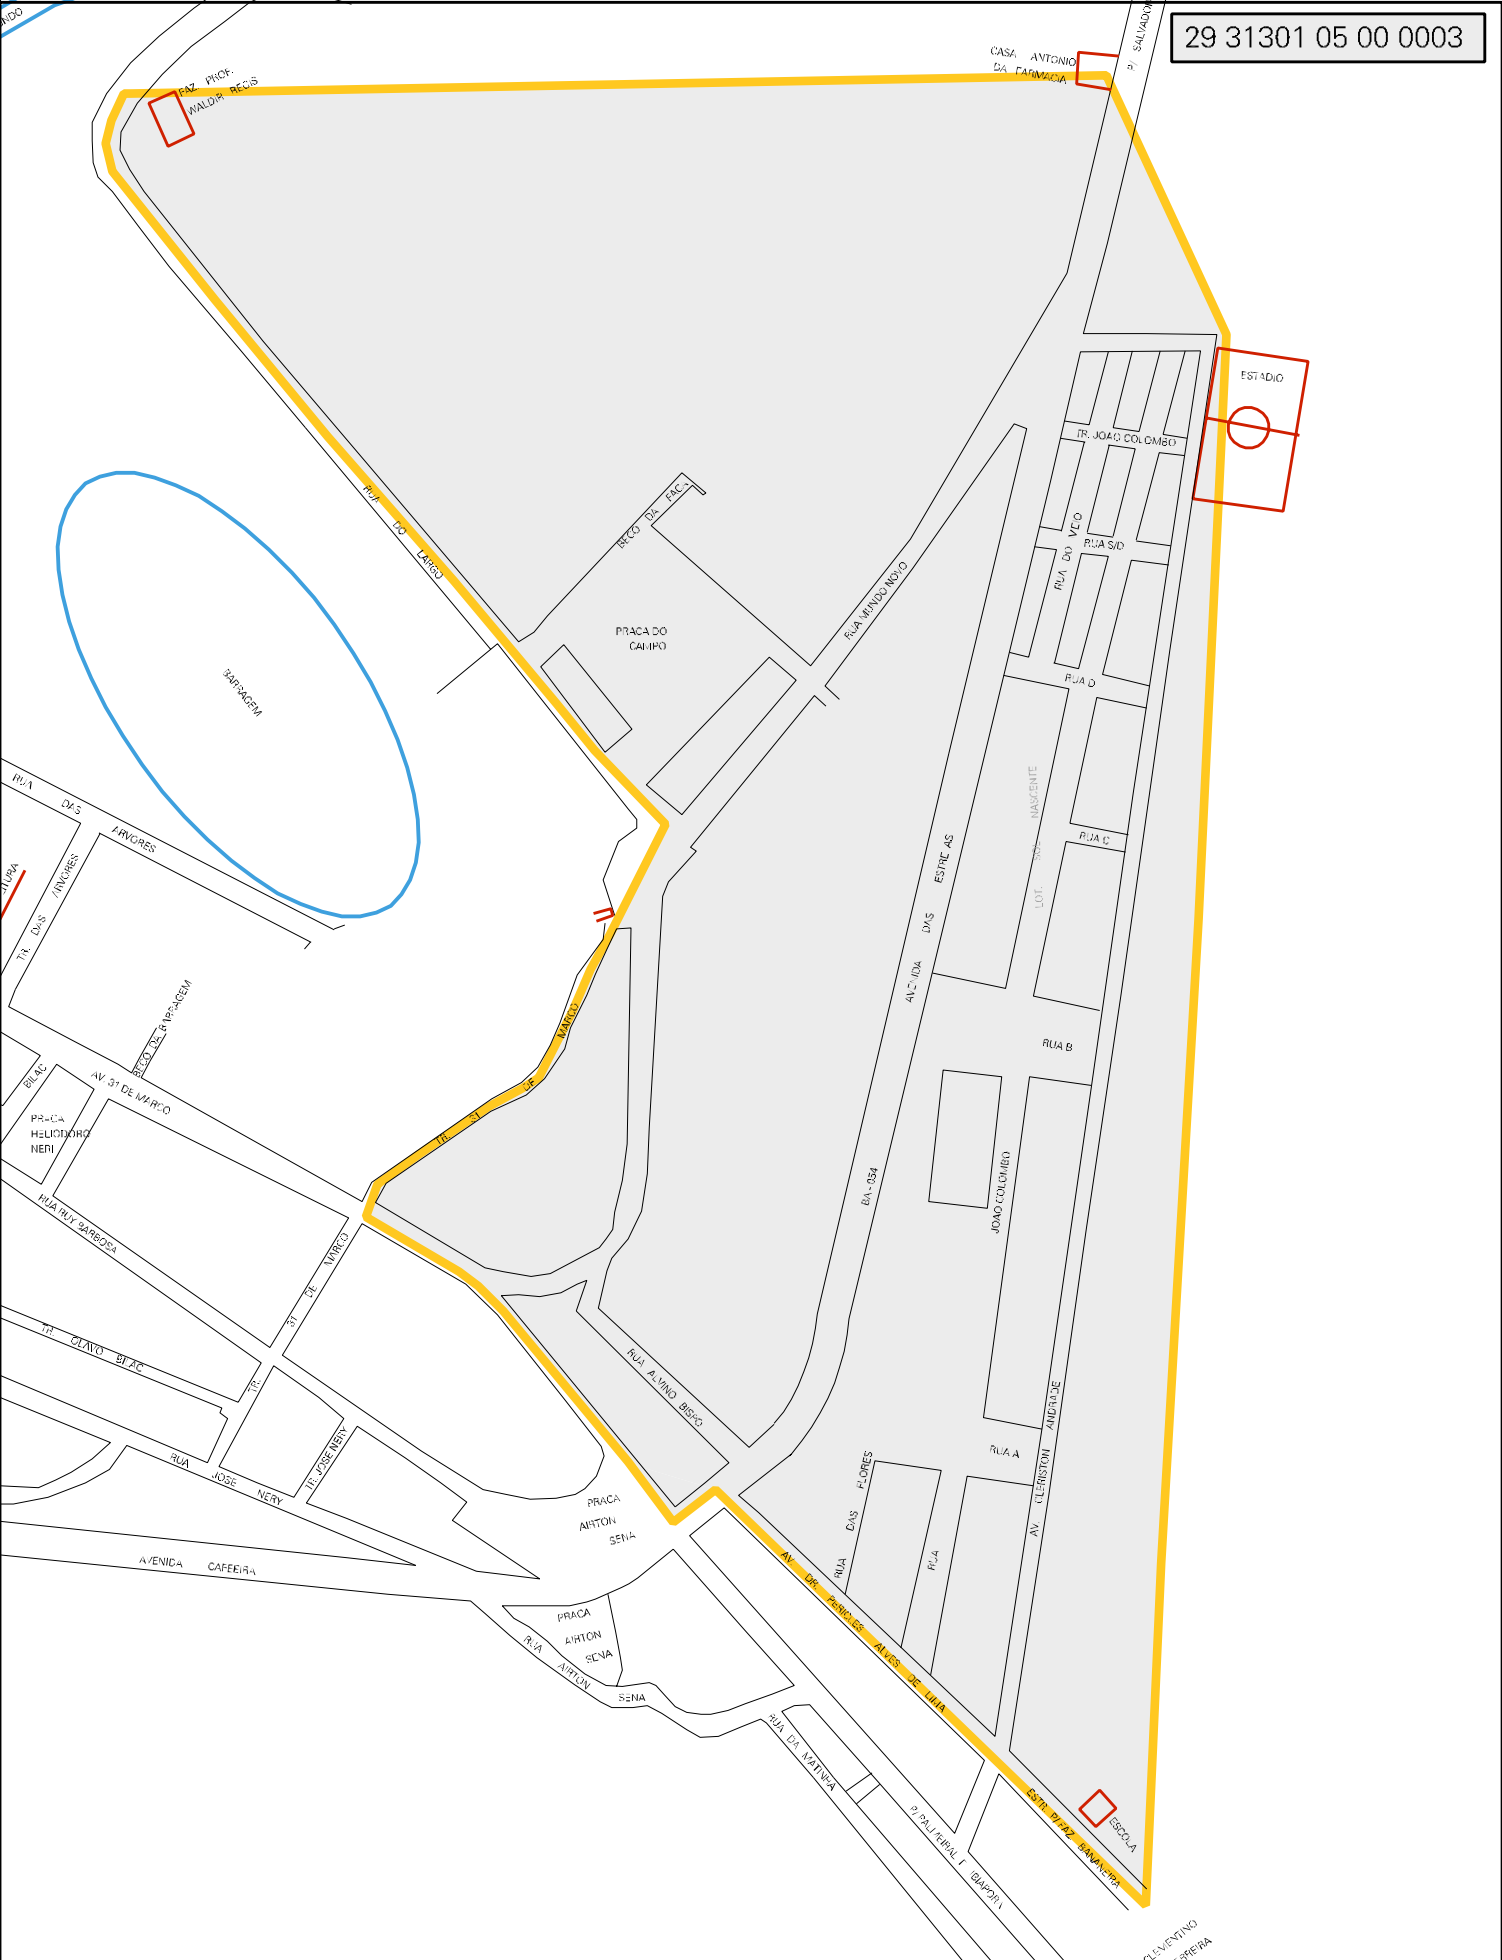 29 31301 05 00 0003
P/ SALVADOR
CASA ANTONIO
DA FARMACIA
FAZ. PROF.
WALDIR REGIS
ESTADIO
TR. JOAO COLOMBO
RUA DO VEIO
RUA S/D
RUA D
RUA DO LARGO
BECO DA FACA
PRACA DO
CAMPO
RUA MUNDO NOVO
BARRAGEM
LOT. SOL NASCENTE
RUA C
AVENIDA DAS ESTRELAS
RUA DAS ARVORES
TR. DAS ARVORES
BECO DA BARRAGEM
AV. 31 DE MARCO
BILAC
PRACA
HELIODORO
NERI
TR. 31 DE MARCO
RUA B
BA - 054
JOAO COLOMBO
RUA RUY BARBOSA
TR. 31 DE MARCO
TR. OLAVO BILAC
RUA ALVINO BISPO
RUA JOSE NERY
TR. JOSE NERY
RUA A
AV. CLERISTON ANDRADE
RUA DAS FLORES
RUA
PRACA
AIRTON
SENA
AVENIDA CAFEEIRA
PRACA
AIRTON
SENA
RUA AIRTON SENA
AV. DR. PERICLES ALVES DE LIMA
RUA DA MATINHA
P/ PALMEIRAL E IBIAPORA
ESTR. P/ FAZ. BANANEIRA
ESCOLA
CLEMENTINO